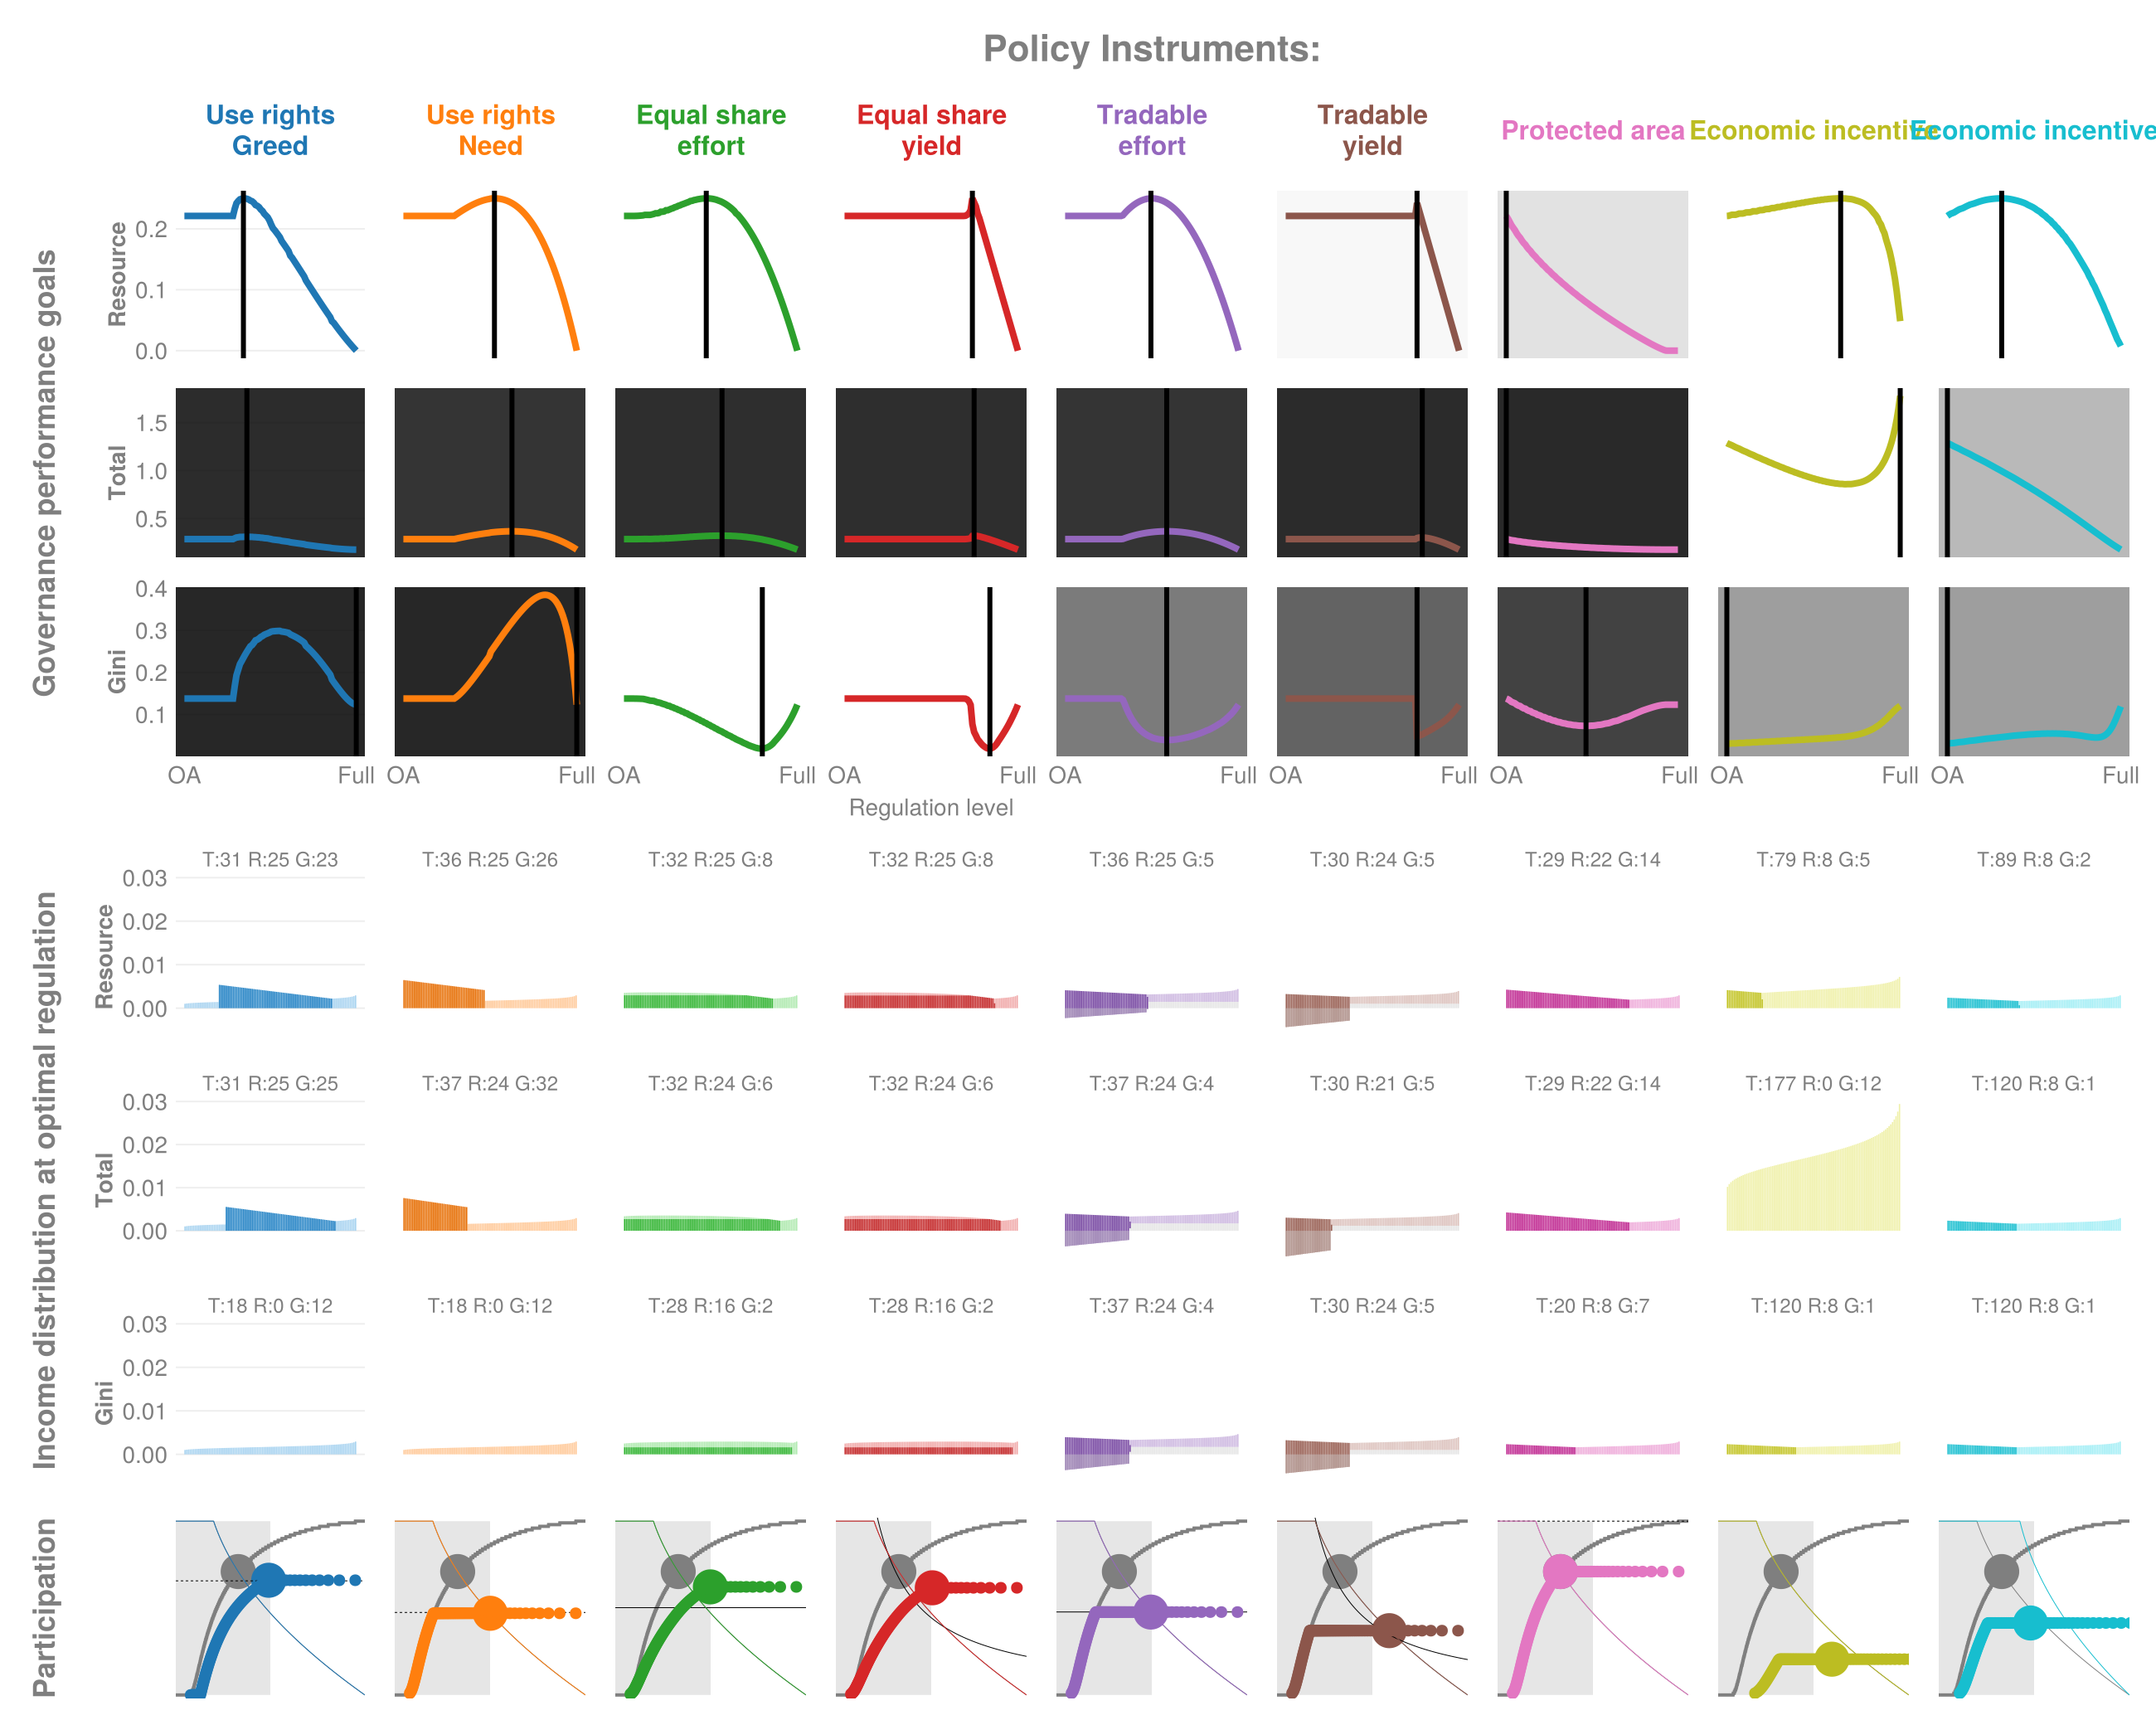 Policy Instruments:
Use rights
Greed
Use rights
Need
Equal share
effort
Equal share
yield
Tradable
effort
Tradable
yield
Protected area
Economic incentive
Economic incentive
Governance performance goals
Resource
0.2
0.1
0.0
Total
1.5
1.0
0.5
Gini
0.4
0.3
0.2
0.1
OA Full OA Full OA Full OA Full OA Full OA Full OA Full OA Full OA Full
Regulation level
Income distribution at optimal regulation
T:31 R:25 G:23 T:36 R:25 G:26 T:32 R:25 G:8 T:32 R:25 G:8 T:36 R:25 G:5 T:30 R:24 G:5 T:29 R:22 G:14 T:79 R:8 G:5 T:89 R:8 G:2
Resource
0.03
0.02
0.01
0.00
T:31 R:25 G:25 T:37 R:24 G:32 T:32 R:24 G:6 T:32 R:24 G:6 T:37 R:24 G:4 T:30 R:21 G:5 T:29 R:22 G:14 T:177 R:0 G:12 T:120 R:8 G:1
Total
0.03
0.02
0.01
0.00
T:18 R:0 G:12 T:18 R:0 G:12 T:28 R:16 G:2 T:28 R:16 G:2 T:37 R:24 G:4 T:30 R:24 G:5 T:20 R:8 G:7 T:120 R:8 G:1 T:120 R:8 G:1
Gini
0.03
0.02
0.01
0.00
Participation